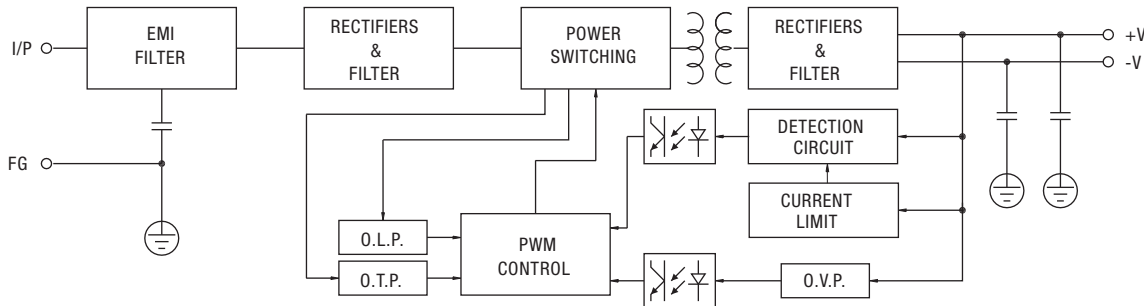 I/P
EMI
FILTER
RECTIFIERS
&
FILTER
POWER
SWITCHING
RECTIFIERS
&
FILTER
+V
-V
FG
DETECTION
CIRCUIT
CURRENT
LIMIT
O.L.P.
O.T.P.
PWM
CONTROL
O.V.P.